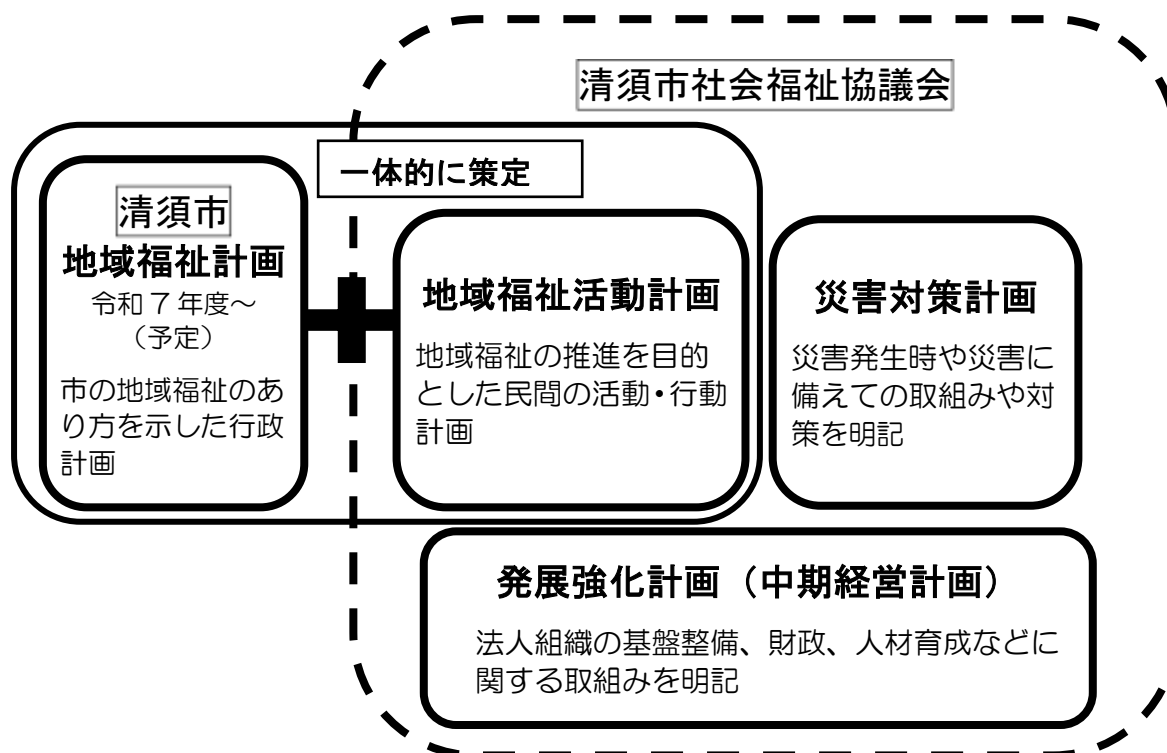 清須市社会福祉協議会
一体的に策定
清須市
地域福祉計画
令和７年度～
（予定）
市の地域福祉のあ
り方を示した行政
計画
地域福祉活動計画
地域福祉の推進を目的
とした民間の活動・行動
計画
災害対策計画
災害発生時や災害に
備えての取組みや対
策を明記
発展強化計画（中期経営計画）
法人組織の基盤整備、財政、人材育成などに
関する取組みを明記